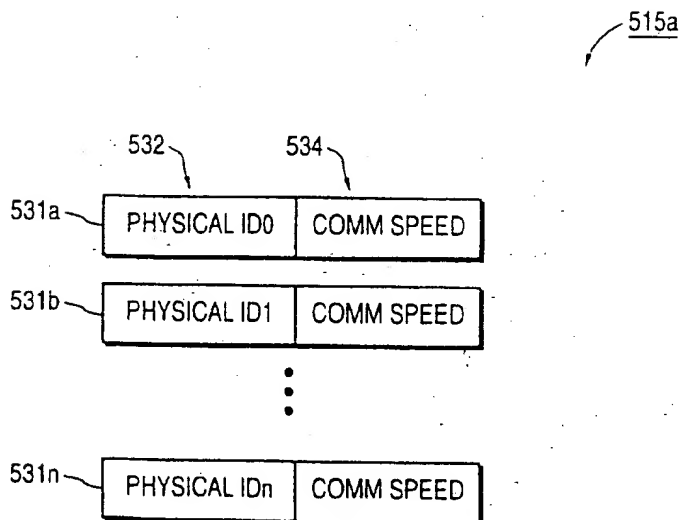 515a
532 534
531a PHYSICAL ID0 COMM SPEED
531b PHYSICAL ID1 COMM SPEED
531n PHYSICAL IDn COMM SPEED